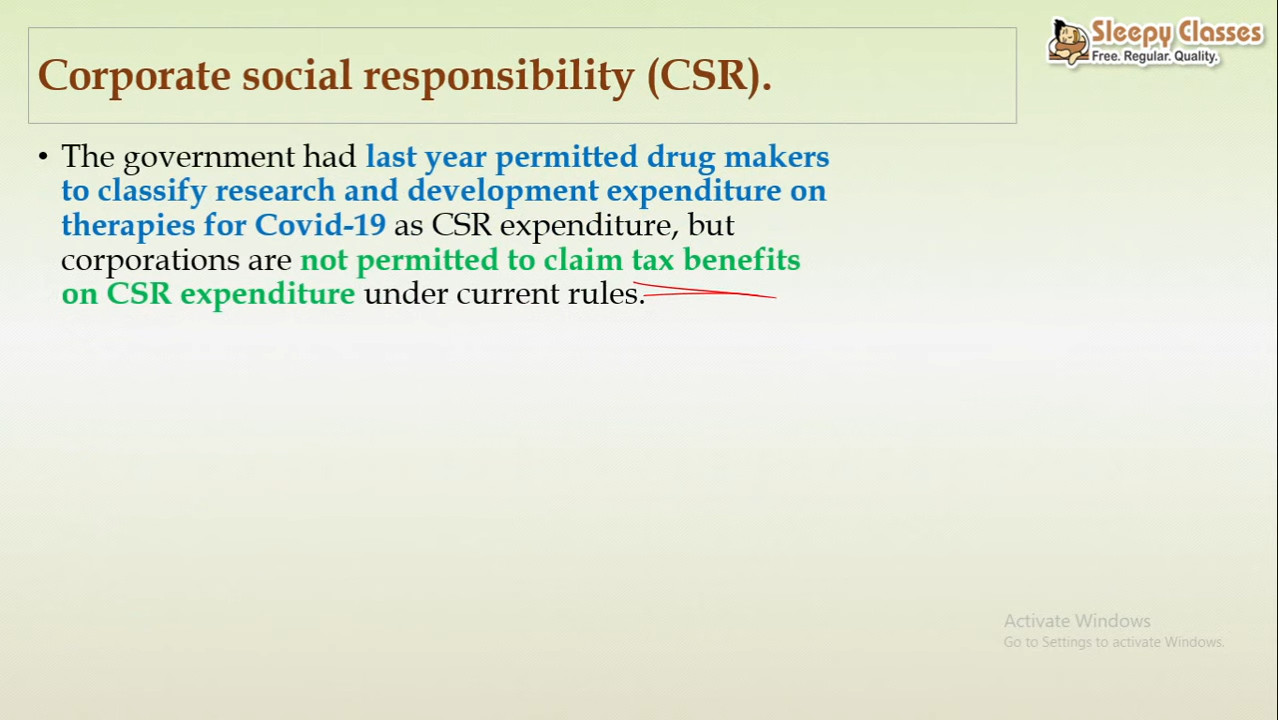 Sleepy Classes
Free. Regular. Quality.
Corporate social responsibility (CSR).
• The government had last year permitted drug makers
to classify research and development expenditure on
therapies for Covid-19 as CSR expenditure, but
corporations are not permitted to claim tax benefits
on CSR expenditure under current rules.
Activate Windows
Go to Settings to activate Windows.